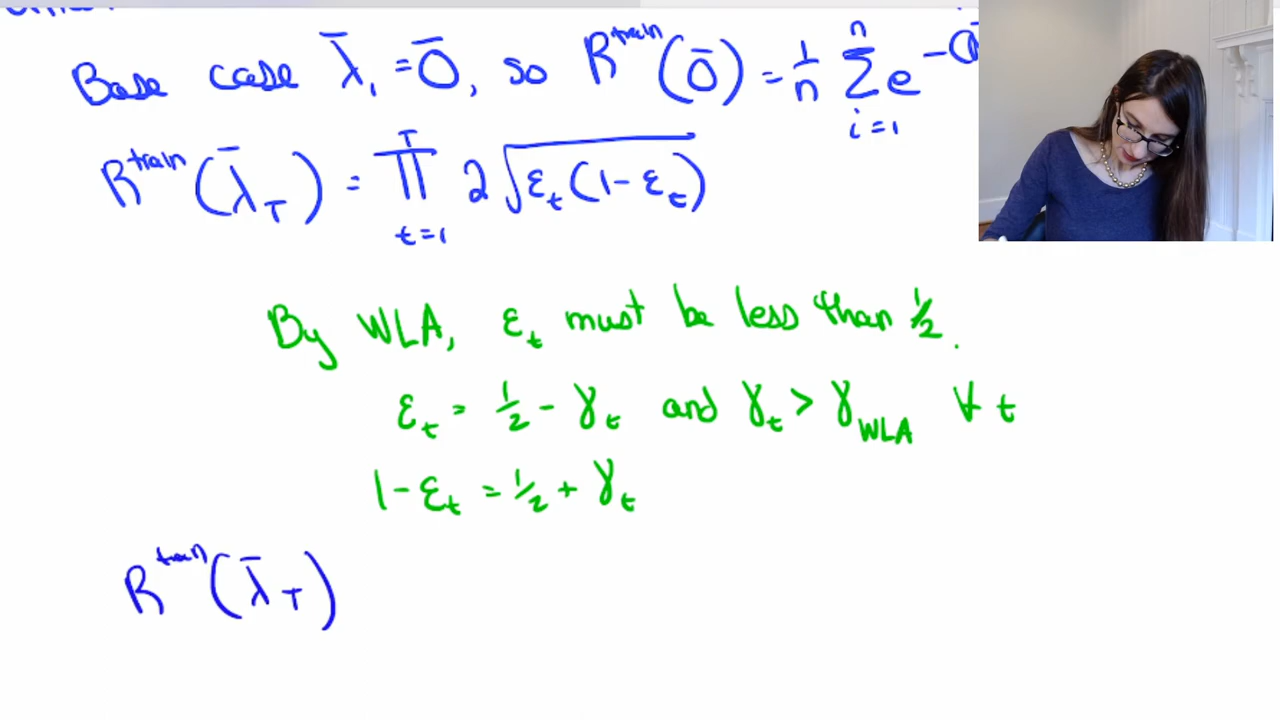 Base case λ̄₁ = 0̄, so R^train(0̄) = 1/n Σ_{i=1}^{n} e^-(
R^train(λ̄_T) = ∏_{t=1}^{T} 2√(ε_t(1-ε_t))
By WLA, ε_t must be less than 1/2.
ε_t = 1/2 - γ_t and γ_t > γ_WLA ∀ t
1-ε_t = 1/2 + γ_t
R^train(λ̄_T)